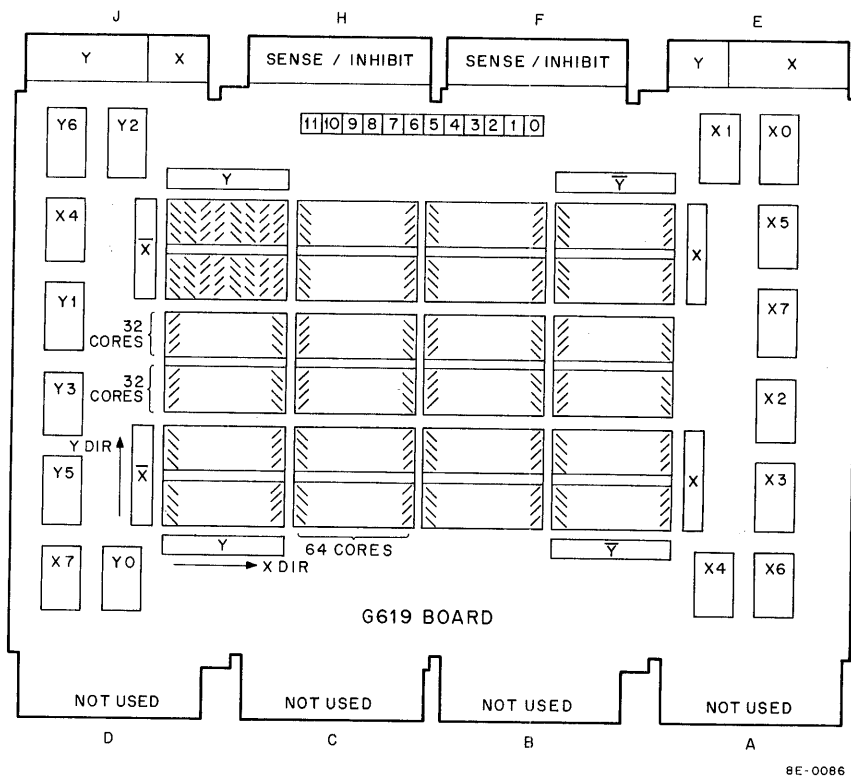 J H F E
Y X SENSE / INHIBIT SENSE / INHIBIT Y X
Y6 Y2 11 10 9 8 7 6 5 4 3 2 1 0 X1 X0
Y Y̅
X4 X̅ X X5
Y1 32 CORES X7
Y3 32 CORES X2
Y DIR
Y5 X̅ X X3
Y 64 CORES Y̅
X DIR
X7 Y0 X4 X6
G619 BOARD
NOT USED NOT USED NOT USED NOT USED
D C B A
8E-0086